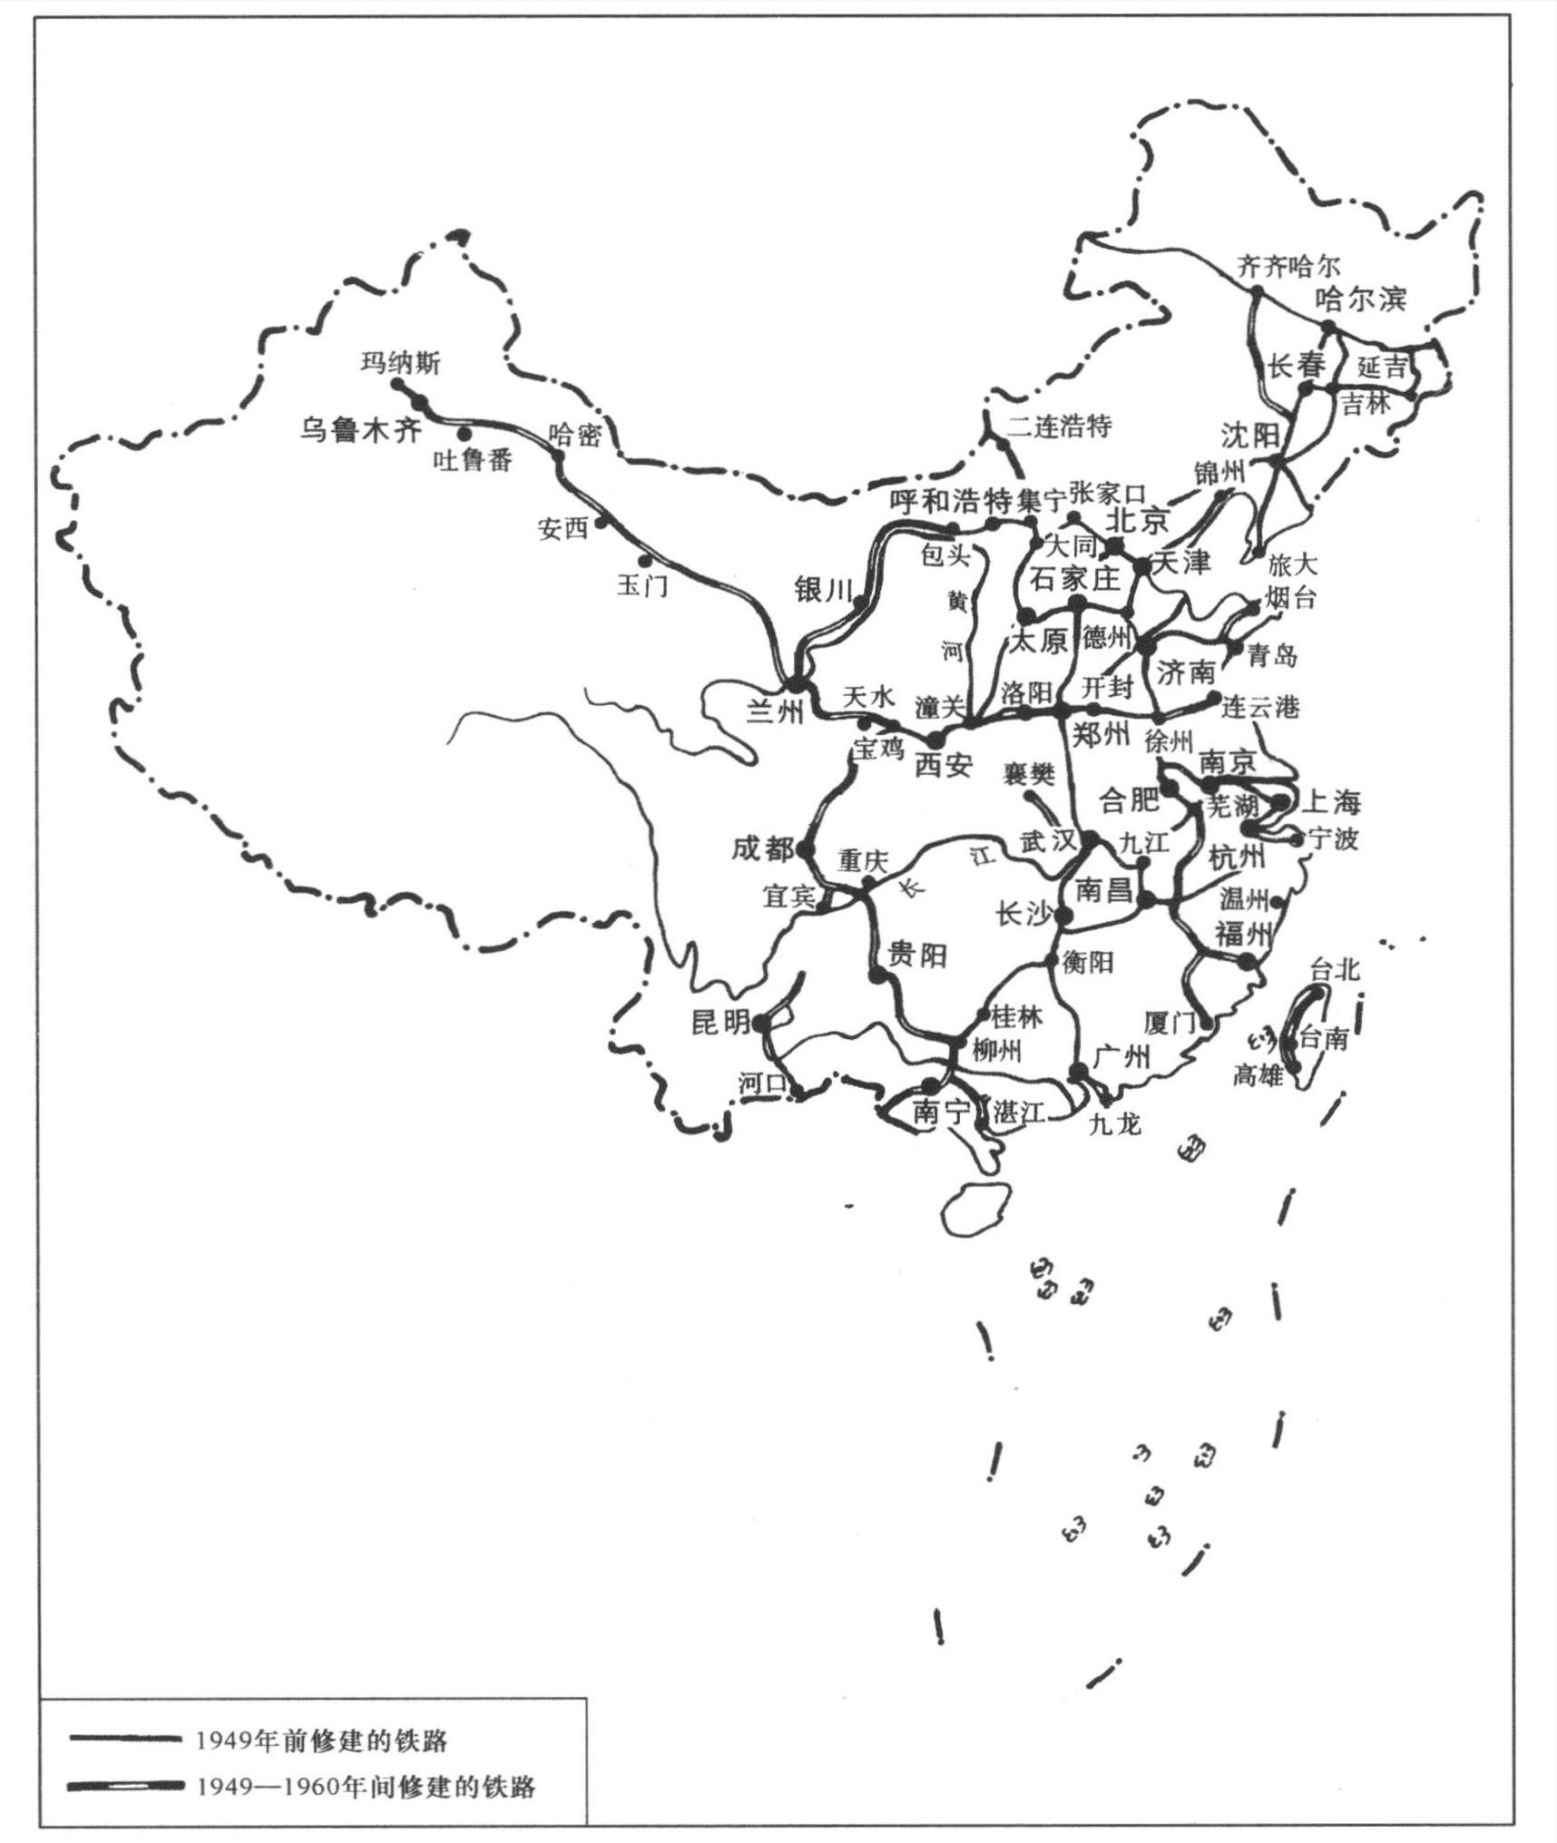 齐齐哈尔
哈尔滨
玛纳斯
长春
延吉
吉林
乌鲁木齐
哈密
二连浩特
沈阳
吐鲁番
锦州
呼和浩特
集宁
张家口
安西
北京
包头
大同
天津
旅大
玉门
银川
石家庄
黄
烟台
河
太原
德州
济南
青岛
天水
潼关
洛阳
开封
兰州
连云港
宝鸡
郑州
徐州
西安
襄樊
南京
合肥
芜湖
上海
成都
重庆
江
武汉
九江
杭州
宁波
宜宾
长
南昌
温州
长沙
福州
贵阳
衡阳
台北
昆明
桂林
厦门
台南
柳州
广州
高雄
河口
南宁
湛江
九龙
1949年前修建的铁路
1949—1960年间修建的铁路